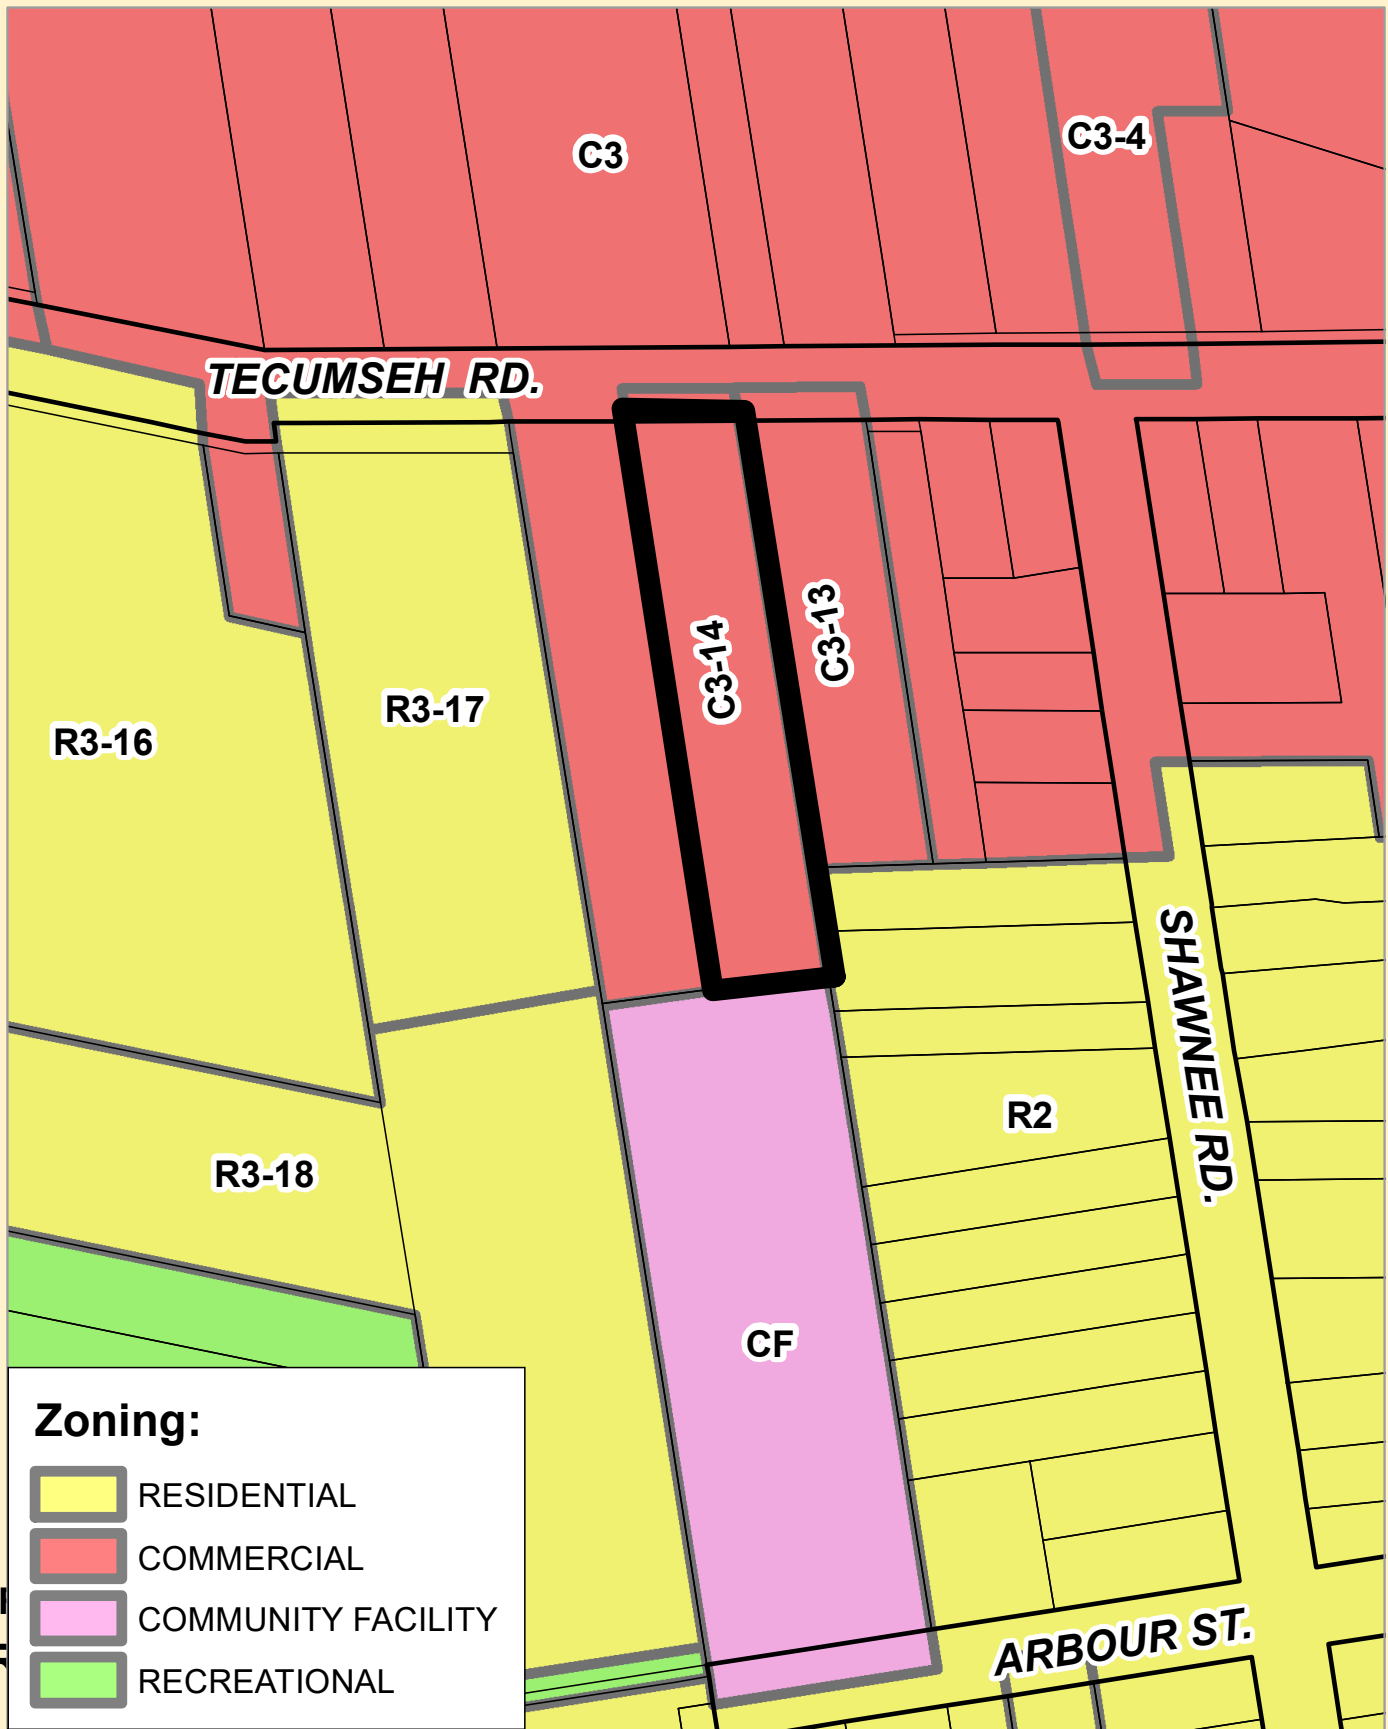 C3
C3-4
TECUMSEH RD.
C3-14
C3-13
R3-17
R3-16
SHAWNEE RD.
R2
R3-18
CF
Zoning:
RESIDENTIAL
COMMERCIAL
COMMUNITY FACILITY
RECREATIONAL
ARBOUR ST.